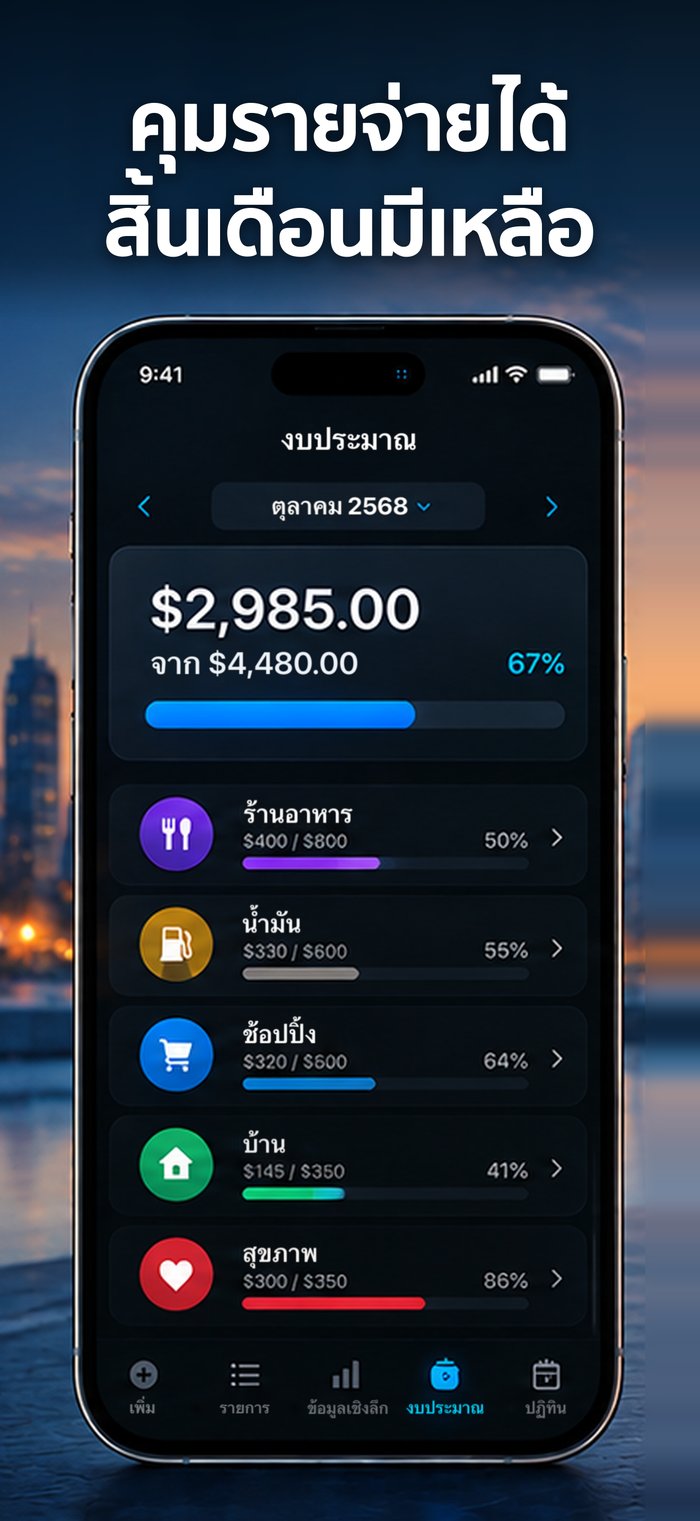 คุมรายจ่ายได้
สิ้นเดือนมีเหลือ
9:41
งบประมาณ
ตุลาคม 2568
$2,985.00
จาก $4,480.00
67%
ร้านอาหาร
$400 / $800
50%
น้ำมัน
$330 / $600
55%
ช้อปปิ้ง
$320 / $600
64%
บ้าน
$145 / $350
41%
สุขภาพ
$300 / $350
86%
เพิ่ม
รายการ
ข้อมูลเชิงลึก
งบประมาณ
ปฏิทิน